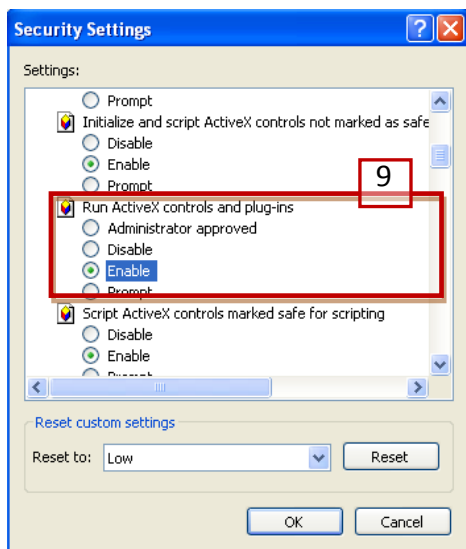 Security Settings
Settings:
Prompt
Initialize and script ActiveX controls not marked as safe
Disable
Enable
Prompt
9
Run ActiveX controls and plug-ins
Administrator approved
Disable
Enable
Prompt
Script ActiveX controls marked safe for scripting
Disable
Enable
Prompt
Reset custom settings
Reset to: Low Reset
OK Cancel